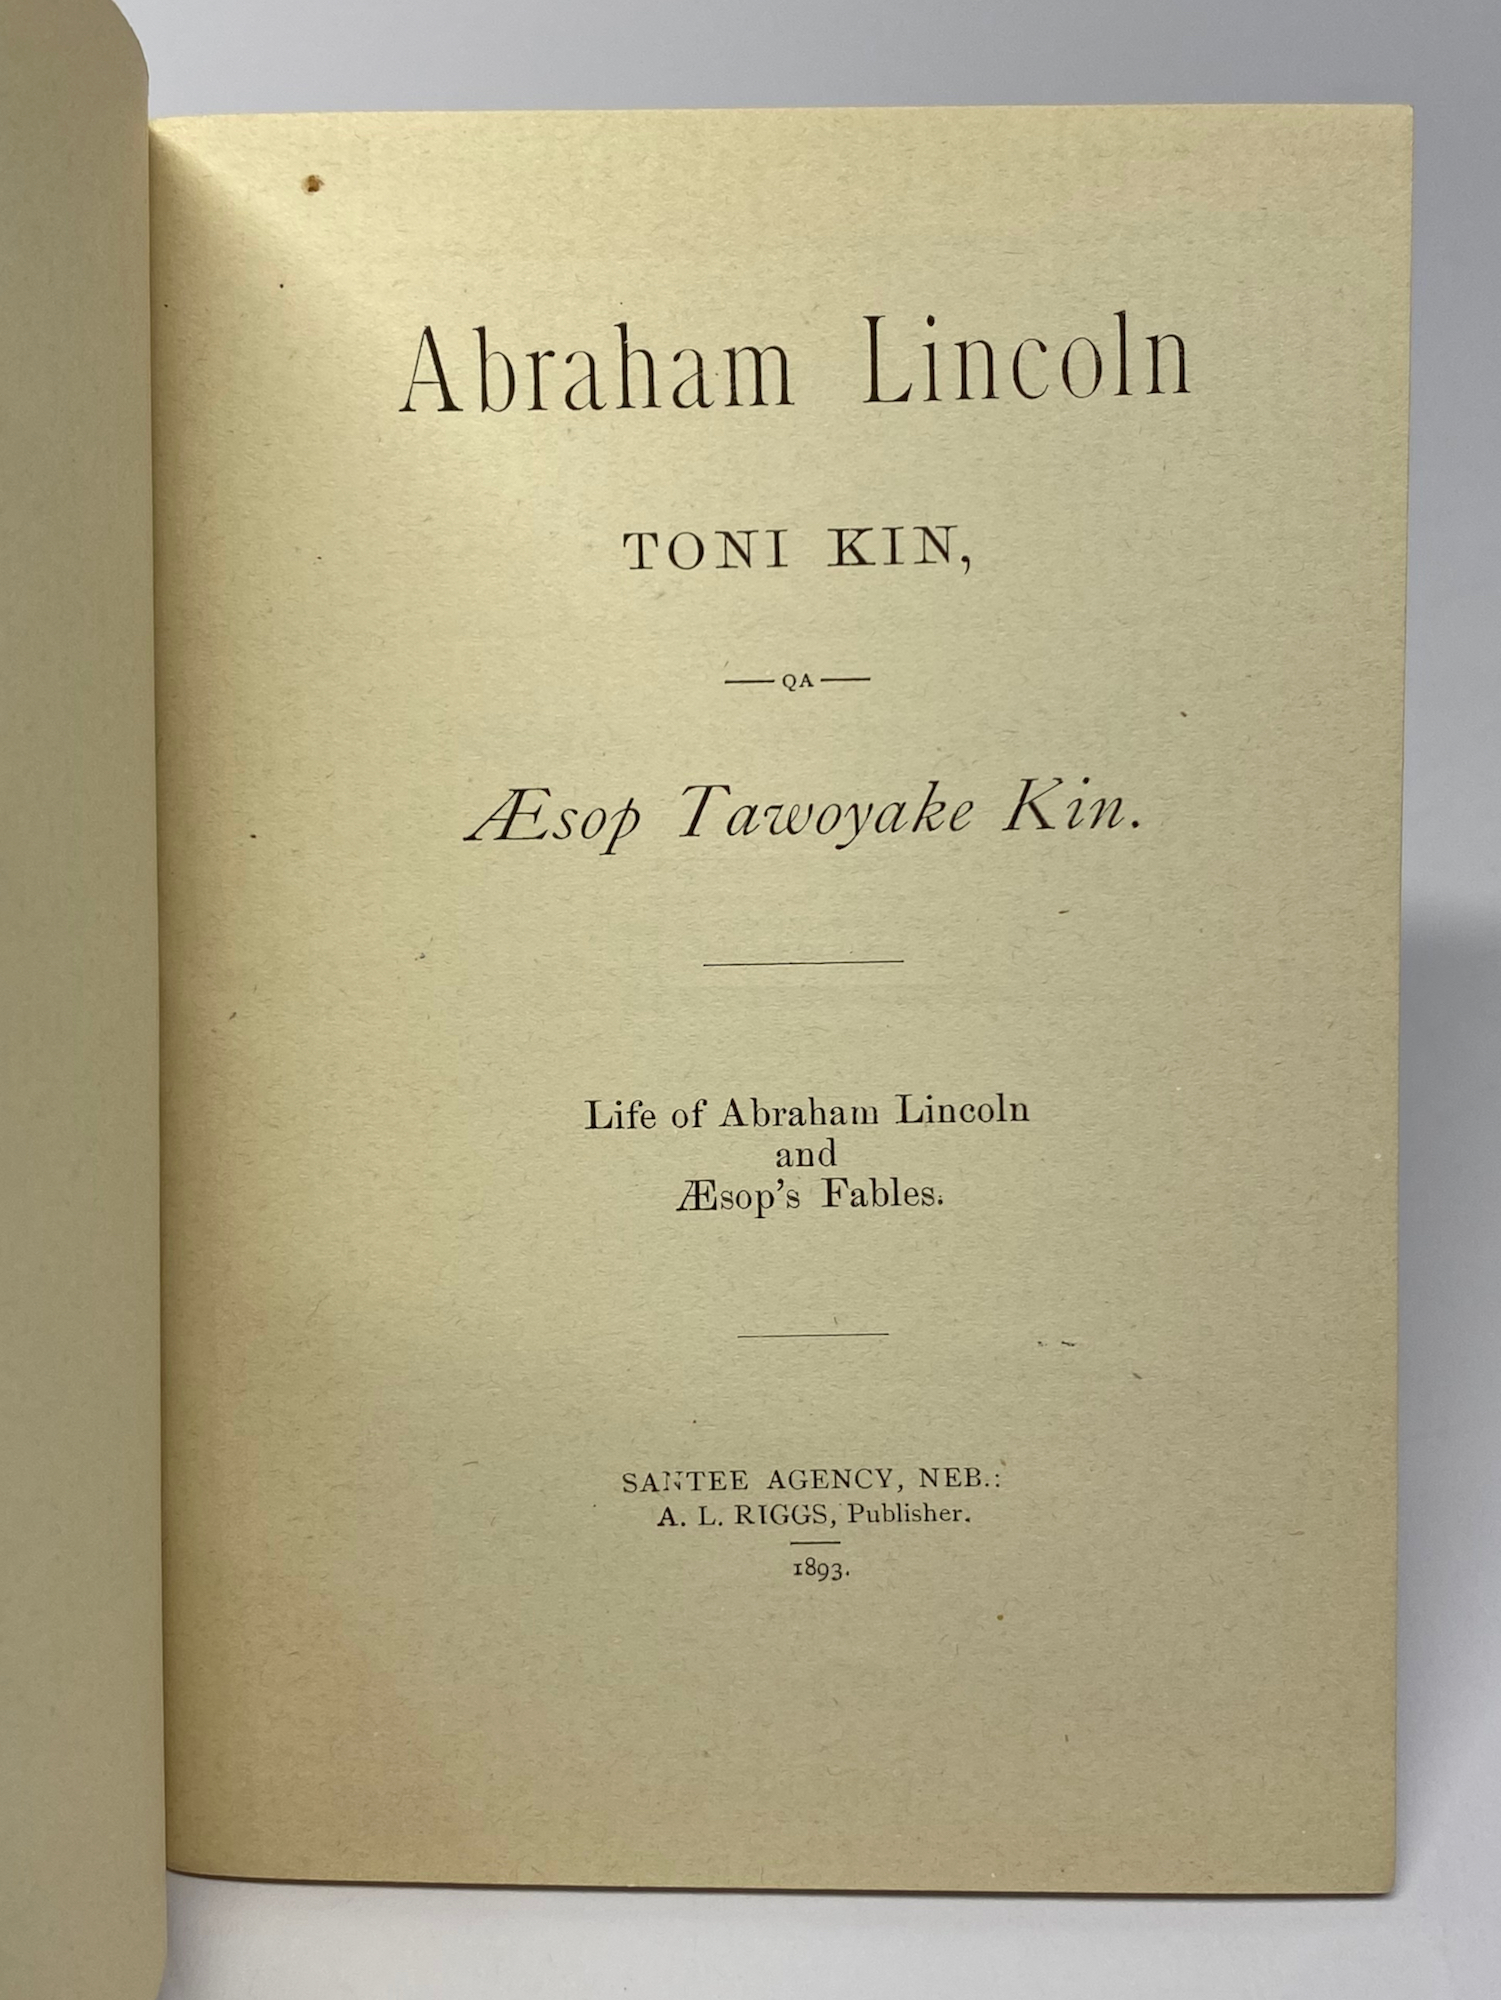 Abraham Lincoln
TONI KIN,
— QA —
Æsop Tawoyake Kin.
Life of Abraham Lincoln
and
Æsop's Fables.
SANTEE AGENCY, NEB.:
A. L. RIGGS, Publisher.
1893.